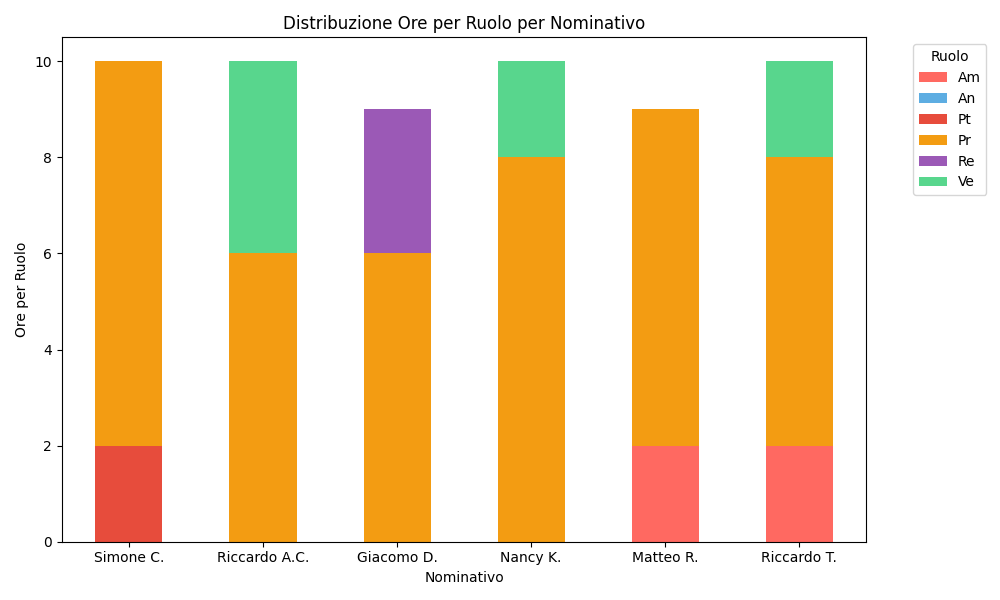 Distribuzione Ore per Ruolo per Nominativo
Ruolo
Am
An
Pt
Pr
Re
Ve
Ore per Ruolo
10
8
6
4
2
0
Simone C.
Riccardo A.C.
Giacomo D.
Nancy K.
Matteo R.
Riccardo T.
Nominativo